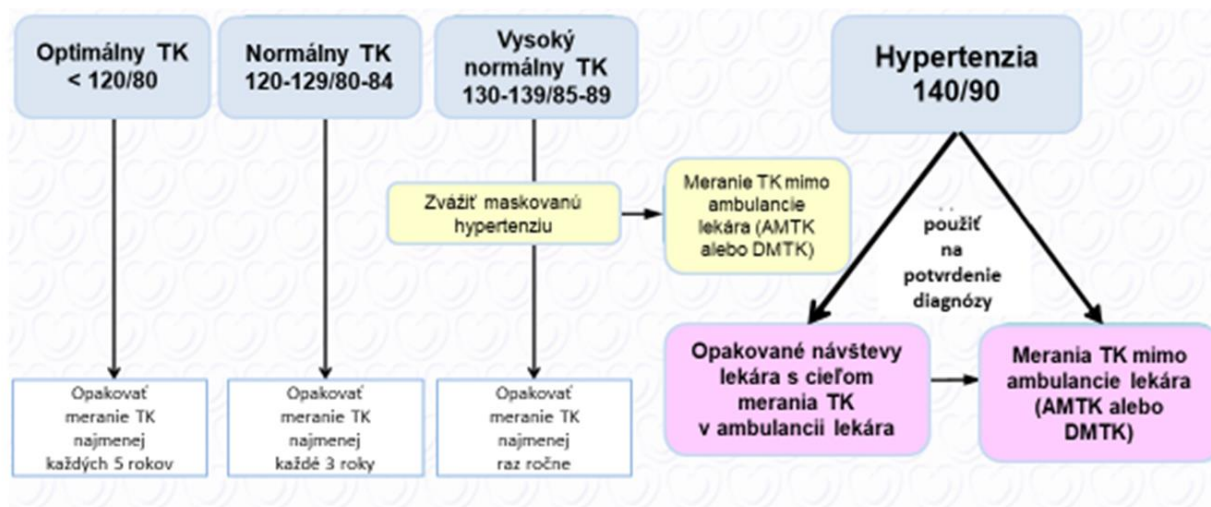 Optimálny TK
< 120/80
Normálny TK
120-129/80-84
Vysoký
normálny TK
130-139/85-89
Hypertenzia
140/90
Zvážiť maskovanú
hypertenziu
Meranie TK mimo
ambulancie
lekára (AMTK
alebo DMTK)
použiť
na
potvrdenie
diagnózy
Opakovať
meranie TK
najmenej
každých 5 rokov
Opakovať
meranie TK
najmenej
každé 3 roky
Opakovať
meranie TK
najmenej
raz ročne
Opakované návštevy
lekára s cieľom
merania TK
v ambulancii lekára
Merania TK mimo
ambulancie lekára
(AMTK alebo
DMTK)